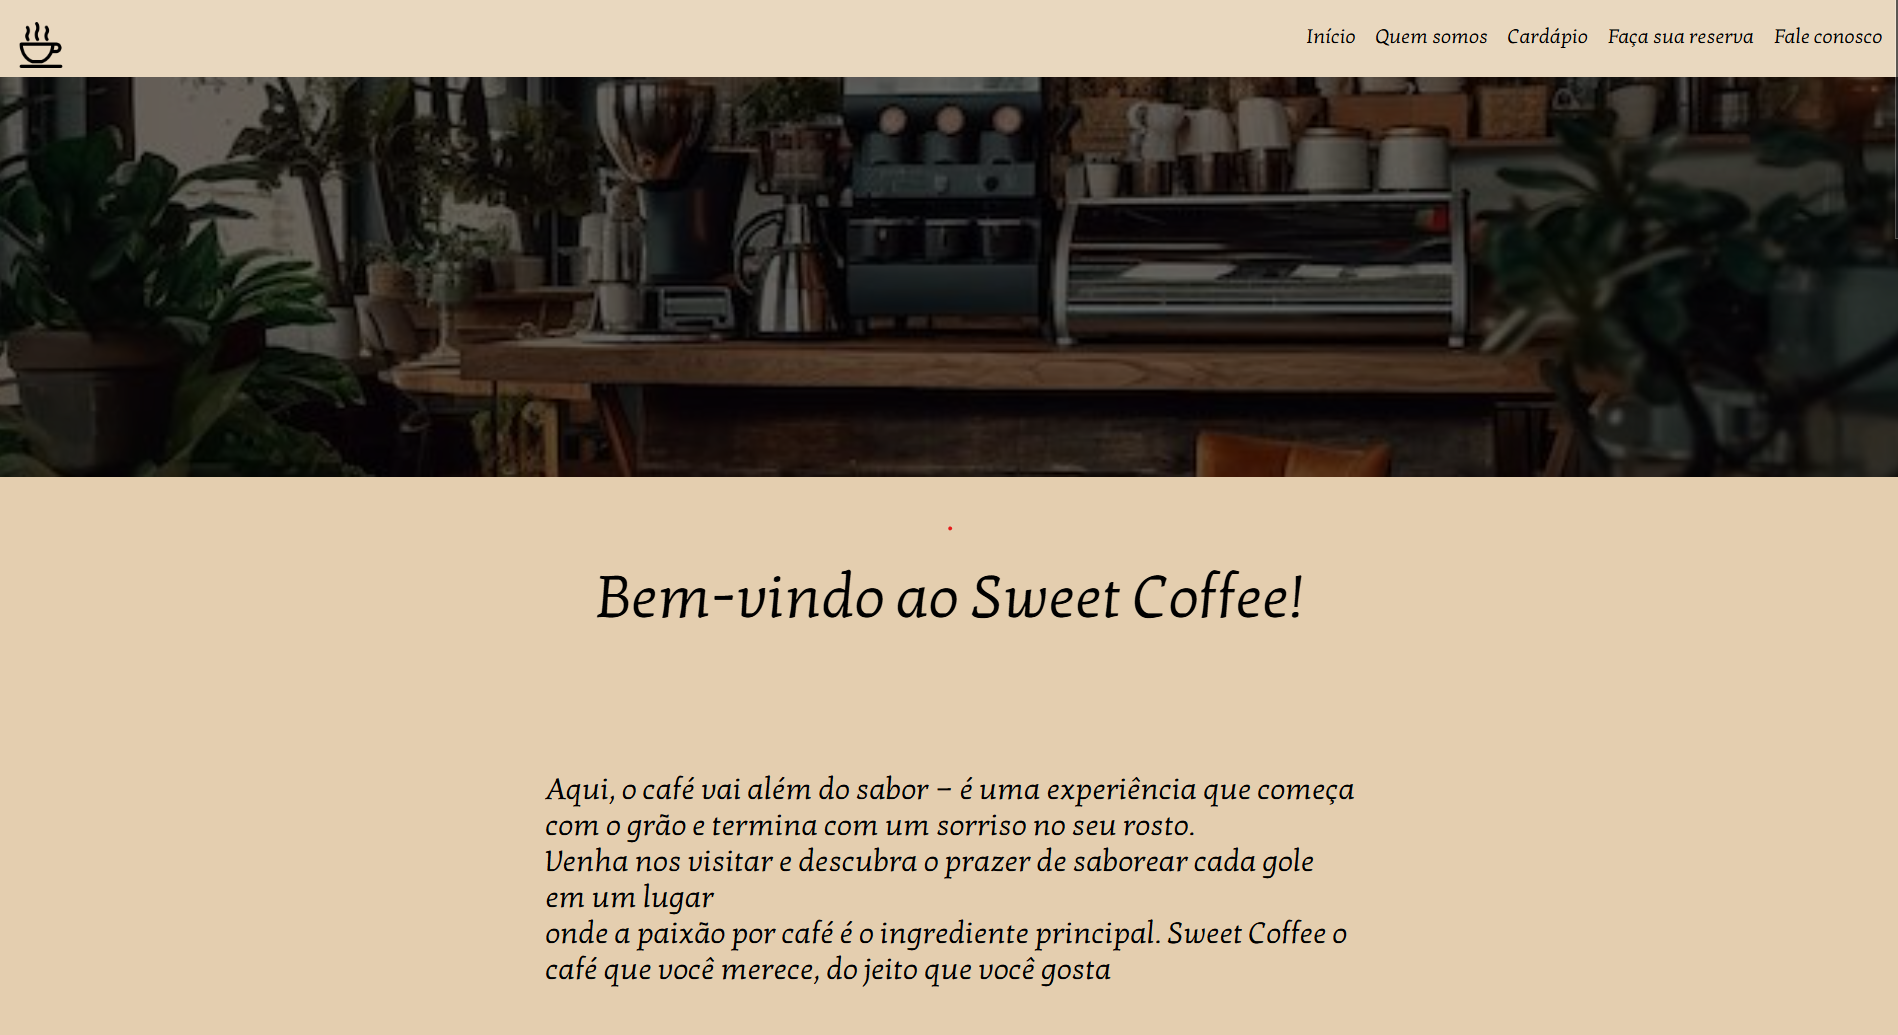 Início Quem somos Cardápio Faça sua reserva Fale conosco
Bem-vindo ao Sweet Coffee!
Aqui, o café vai além do sabor – é uma experiência que começa
com o grão e termina com um sorriso no seu rosto.
Venha nos visitar e descubra o prazer de saborear cada gole
em um lugar
onde a paixão por café é o ingrediente principal. Sweet Coffee o
café que você merece, do jeito que você gosta